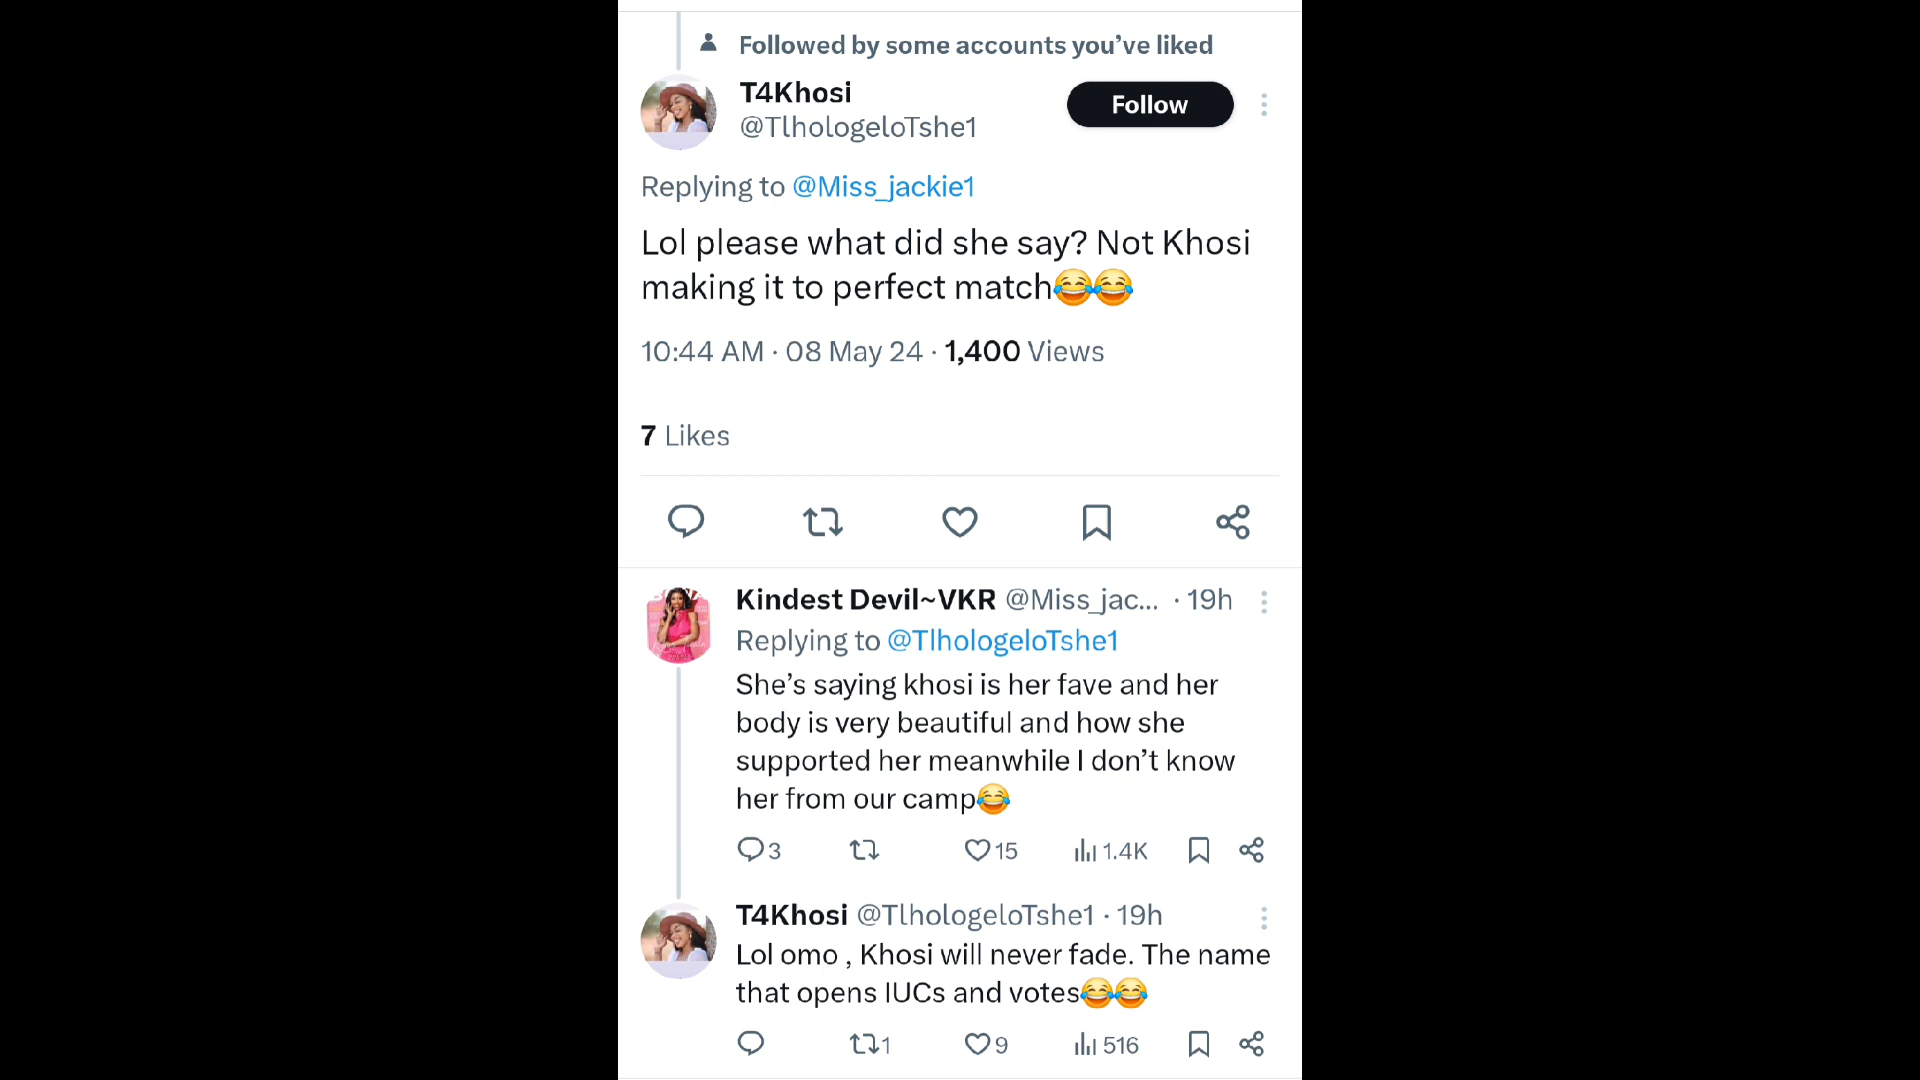 Followed by some accounts you’ve liked
T4Khosi
@TlhologeloTshe1
Follow
Replying to @Miss_jackie1
Lol please what did she say? Not Khosi
making it to perfect match😂😂
10:44 AM · 08 May 24 · 1,400 Views
7 Likes
Kindest Devil~VKR @Miss_jac... · 19h
Replying to @TlhologeloTshe1
She’s saying khosi is her fave and her
body is very beautiful and how she
supported her meanwhile I don’t know
her from our camp😂
3 15 1.4K
T4Khosi @TlhologeloTshe1 · 19h
Lol omo , Khosi will never fade. The name
that opens IUCs and votes😂😂
1 9 516